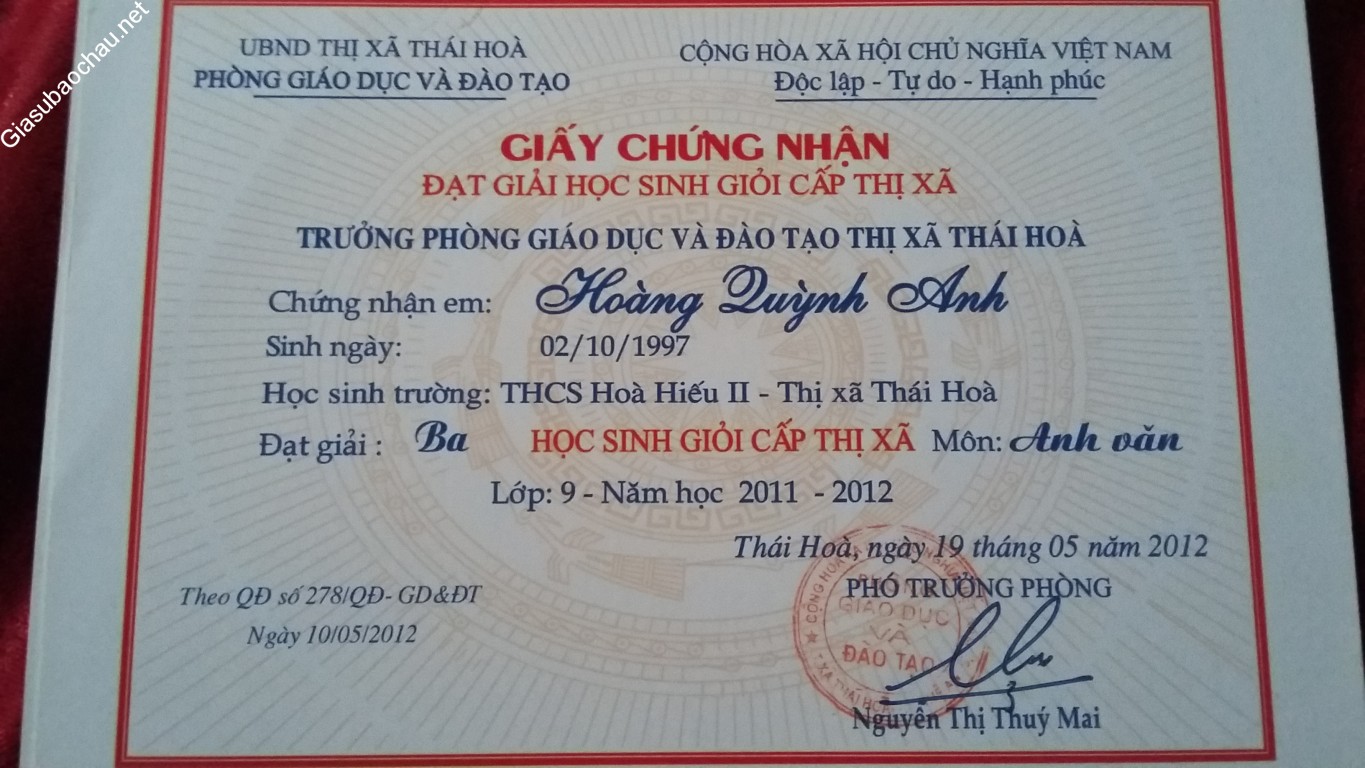 Giasubaochau.net
UBND THỊ XÃ THÁI HOÀ
PHÒNG GIÁO DỤC VÀ ĐÀO TẠO
CỘNG HÒA XÃ HỘI CHỦ NGHĨA VIỆT NAM
Độc lập - Tự do - Hạnh phúc
GIẤY CHỨNG NHẬN
ĐẠT GIẢI HỌC SINH GIỎI CẤP THỊ XÃ
TRƯỞNG PHÒNG GIÁO DỤC VÀ ĐÀO TẠO THỊ XÃ THÁI HOÀ
Chứng nhận em: Hoàng Quỳnh Anh
Sinh ngày: 02/10/1997
Học sinh trường: THCS Hoà Hiếu II - Thị xã Thái Hoà
Đạt giải : Ba HỌC SINH GIỎI CẤP THỊ XÃ Môn: Anh văn
Lớp: 9 - Năm học 2011 - 2012
Thái Hoà, ngày 19 tháng 05 năm 2012
PHÓ TRƯỞNG PHÒNG
Theo QĐ số 278/QĐ- GD&ĐT
Ngày 10/05/2012
GIÁO DỤC
VÀ
ĐÀO TẠO
Nguyễn Thị Thuý Mai